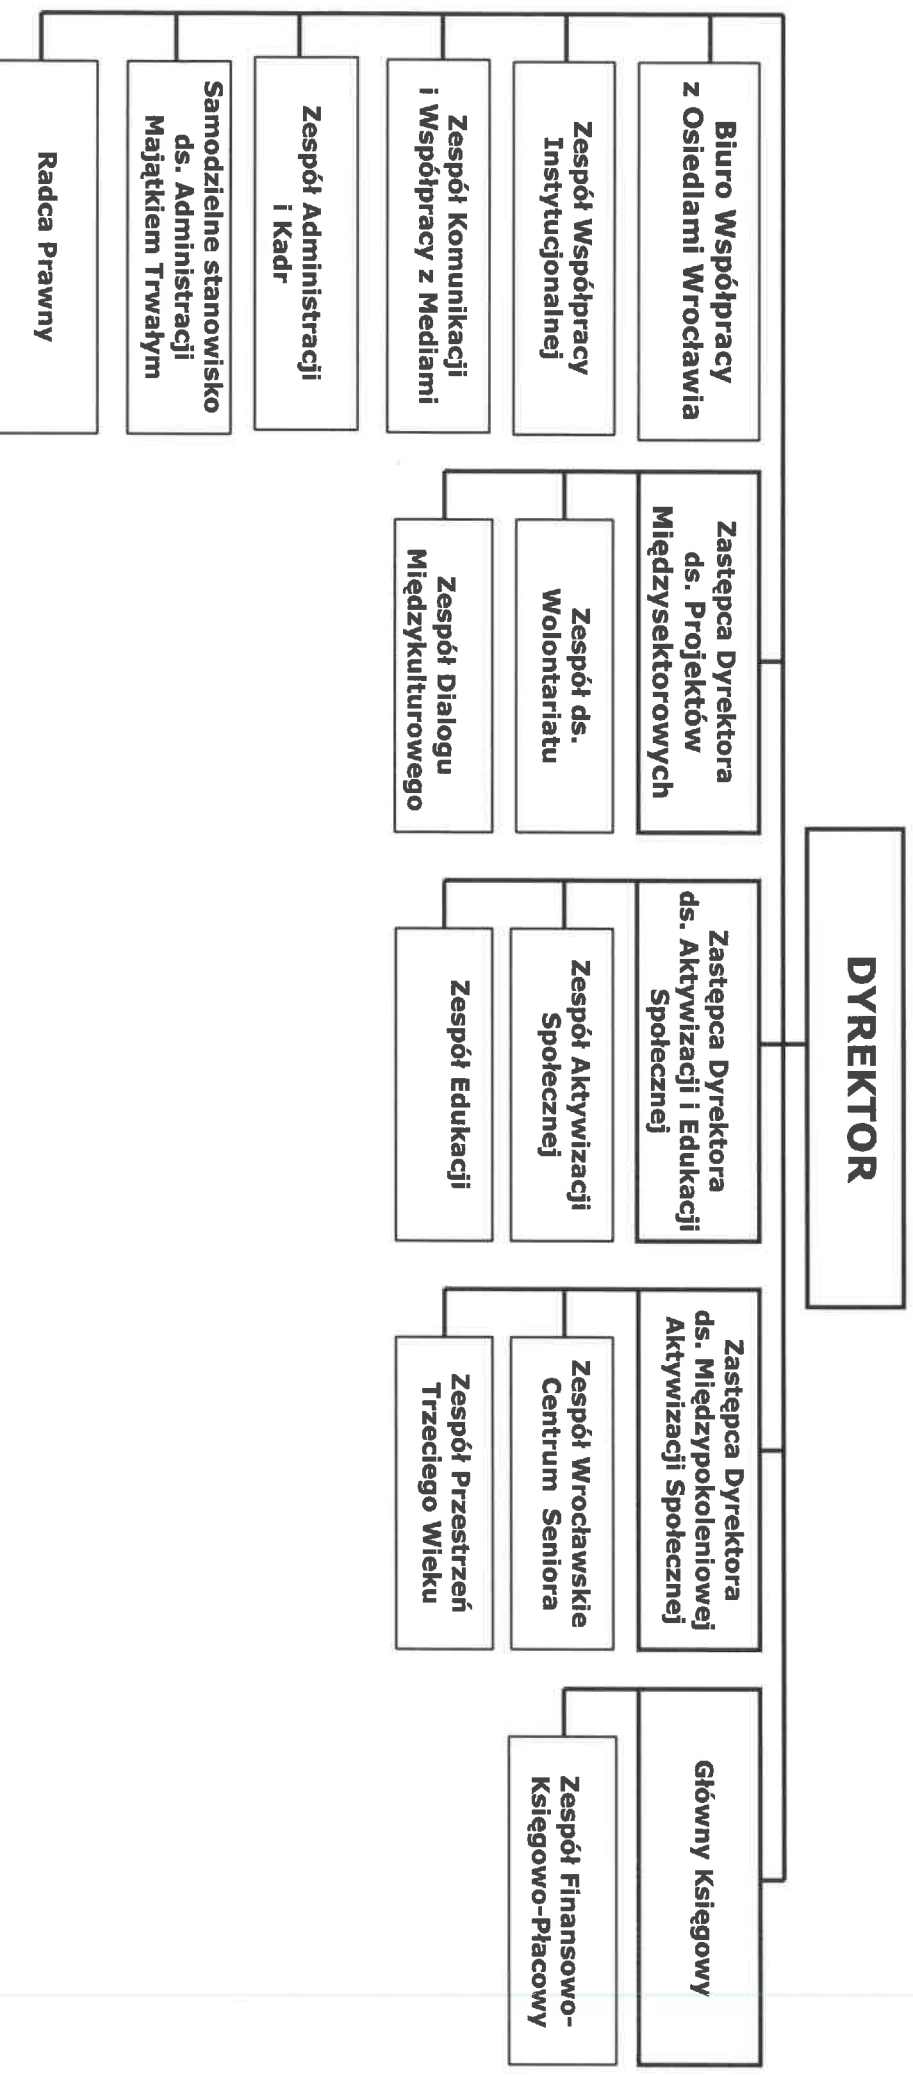 DYREKTOR
Biuro Współpracy
z Osiedlami Wrocławia
Zespół Współpracy
Instytucjonalnej
Zespół Komunikacji
i Współpracy z Mediami
Zespół Administracji
i Kadr
Samodzielne stanowisko
ds. Administracji
Majątkiem Trwałym
Radca Prawny
Zastępca Dyrektora
ds. Projektów
Międzysektorowych
Zespół ds.
Wolontariatu
Zespół Dialogu
Międzykulturowego
Zastępca Dyrektora
ds. Aktywizacji i Edukacji
Społecznej
Zespół Aktywizacji
Społecznej
Zespół Edukacji
Zastępca Dyrektora
ds. Międzypokoleniowej
Aktywizacji Społecznej
Zespół Wrocławskie
Centrum Seniora
Zespół Przestrzeń
Trzeciego Wieku
Główny Księgowy
Zespół Finansowo-
Księgowo-Płacowy